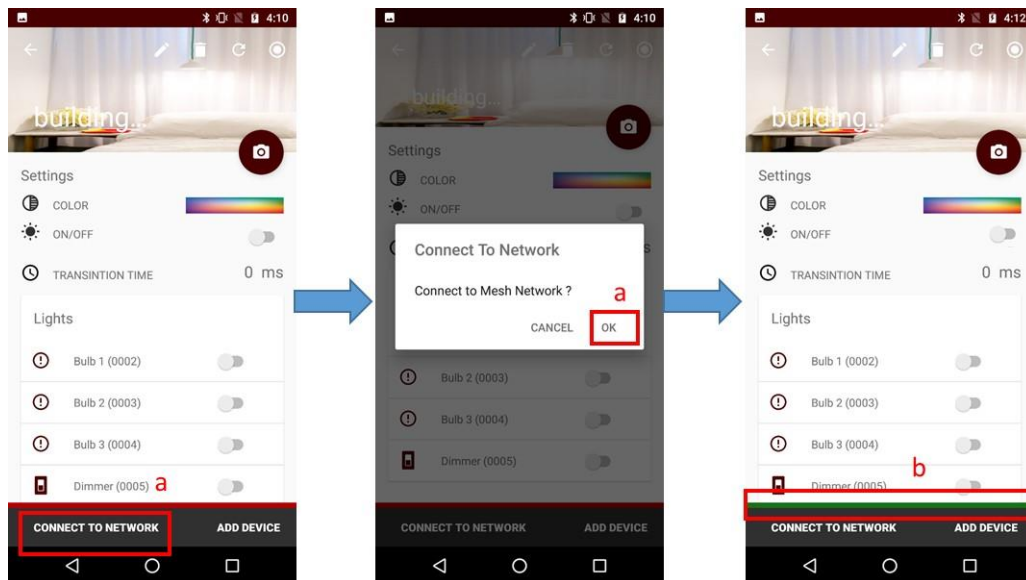 4:10
building...
Settings
COLOR
ON/OFF
TRANSINTION TIME 0 ms
Lights
Bulb 1 (0002)
Bulb 2 (0003)
Bulb 3 (0004)
Dimmer (0005) a
CONNECT TO NETWORK ADD DEVICE
4:10
building...
Settings
COLOR
ON/OFF
s
Connect To Network
Connect to Mesh Network ? a
CANCEL OK
Bulb 2 (0003)
Bulb 3 (0004)
Dimmer (0005)
CONNECT TO NETWORK ADD DEVICE
4:12
building...
Settings
COLOR
ON/OFF
TRANSINTION TIME 0 ms
Lights
Bulb 1 (0002)
Bulb 2 (0003)
Bulb 3 (0004)
b
Dimmer (0005)
CONNECT TO NETWORK ADD DEVICE